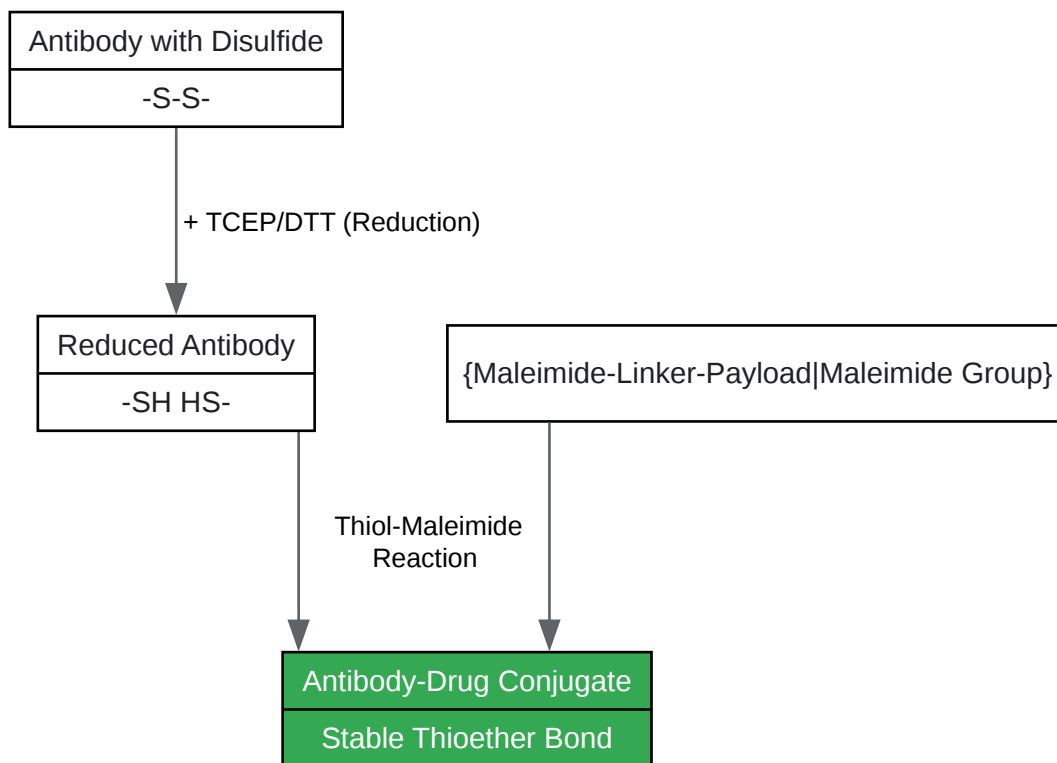 Antibody with Disulfide
-S-S-
+ TCEP/DTT (Reduction)
Reduced Antibody
-SH HS-
{Maleimide-Linker-Payload|Maleimide Group}
Thiol-Maleimide
Reaction
Antibody-Drug Conjugate
Stable Thioether Bond